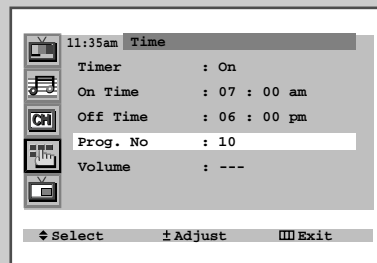 11:35am Time
Timer : On
On Time : 07 : 00 am
CH Off Time : 06 : 00 pm
Prog. No : 10
Volume : ---
Select ± Adjust Exit